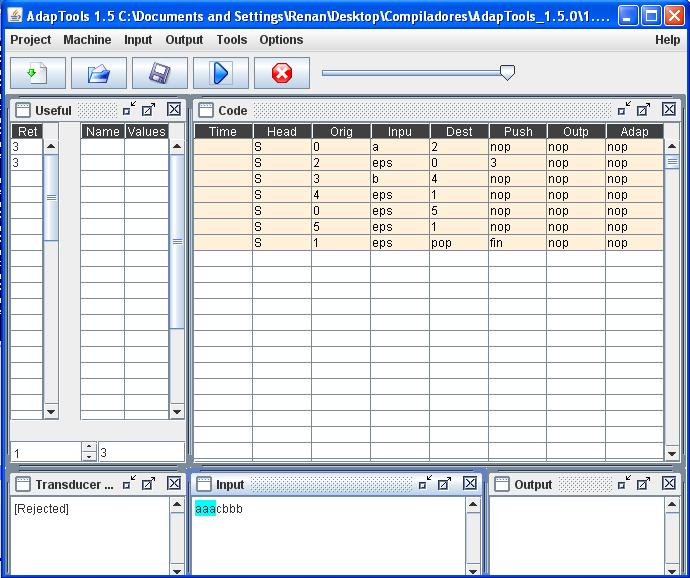 AdapTools 1.5 C:\Documents and Settings\Renan\Desktop\Compiladores\AdapTools_1.5.0\1....
Project Machine Input Output Tools Options Help
Useful
Ret Name Values
3
3
1 3
Code
Time Head Orig Inpu Dest Push Outp Adap
S 0 a 2 nop nop nop
S 2 eps 0 3 nop nop
S 3 b 4 nop nop nop
S 4 eps 1 nop nop nop
S 0 eps 5 nop nop nop
S 5 eps 1 nop nop nop
S 1 eps pop fin nop nop
Transducer ...
[Rejected]
Input
aaacbbb
Output